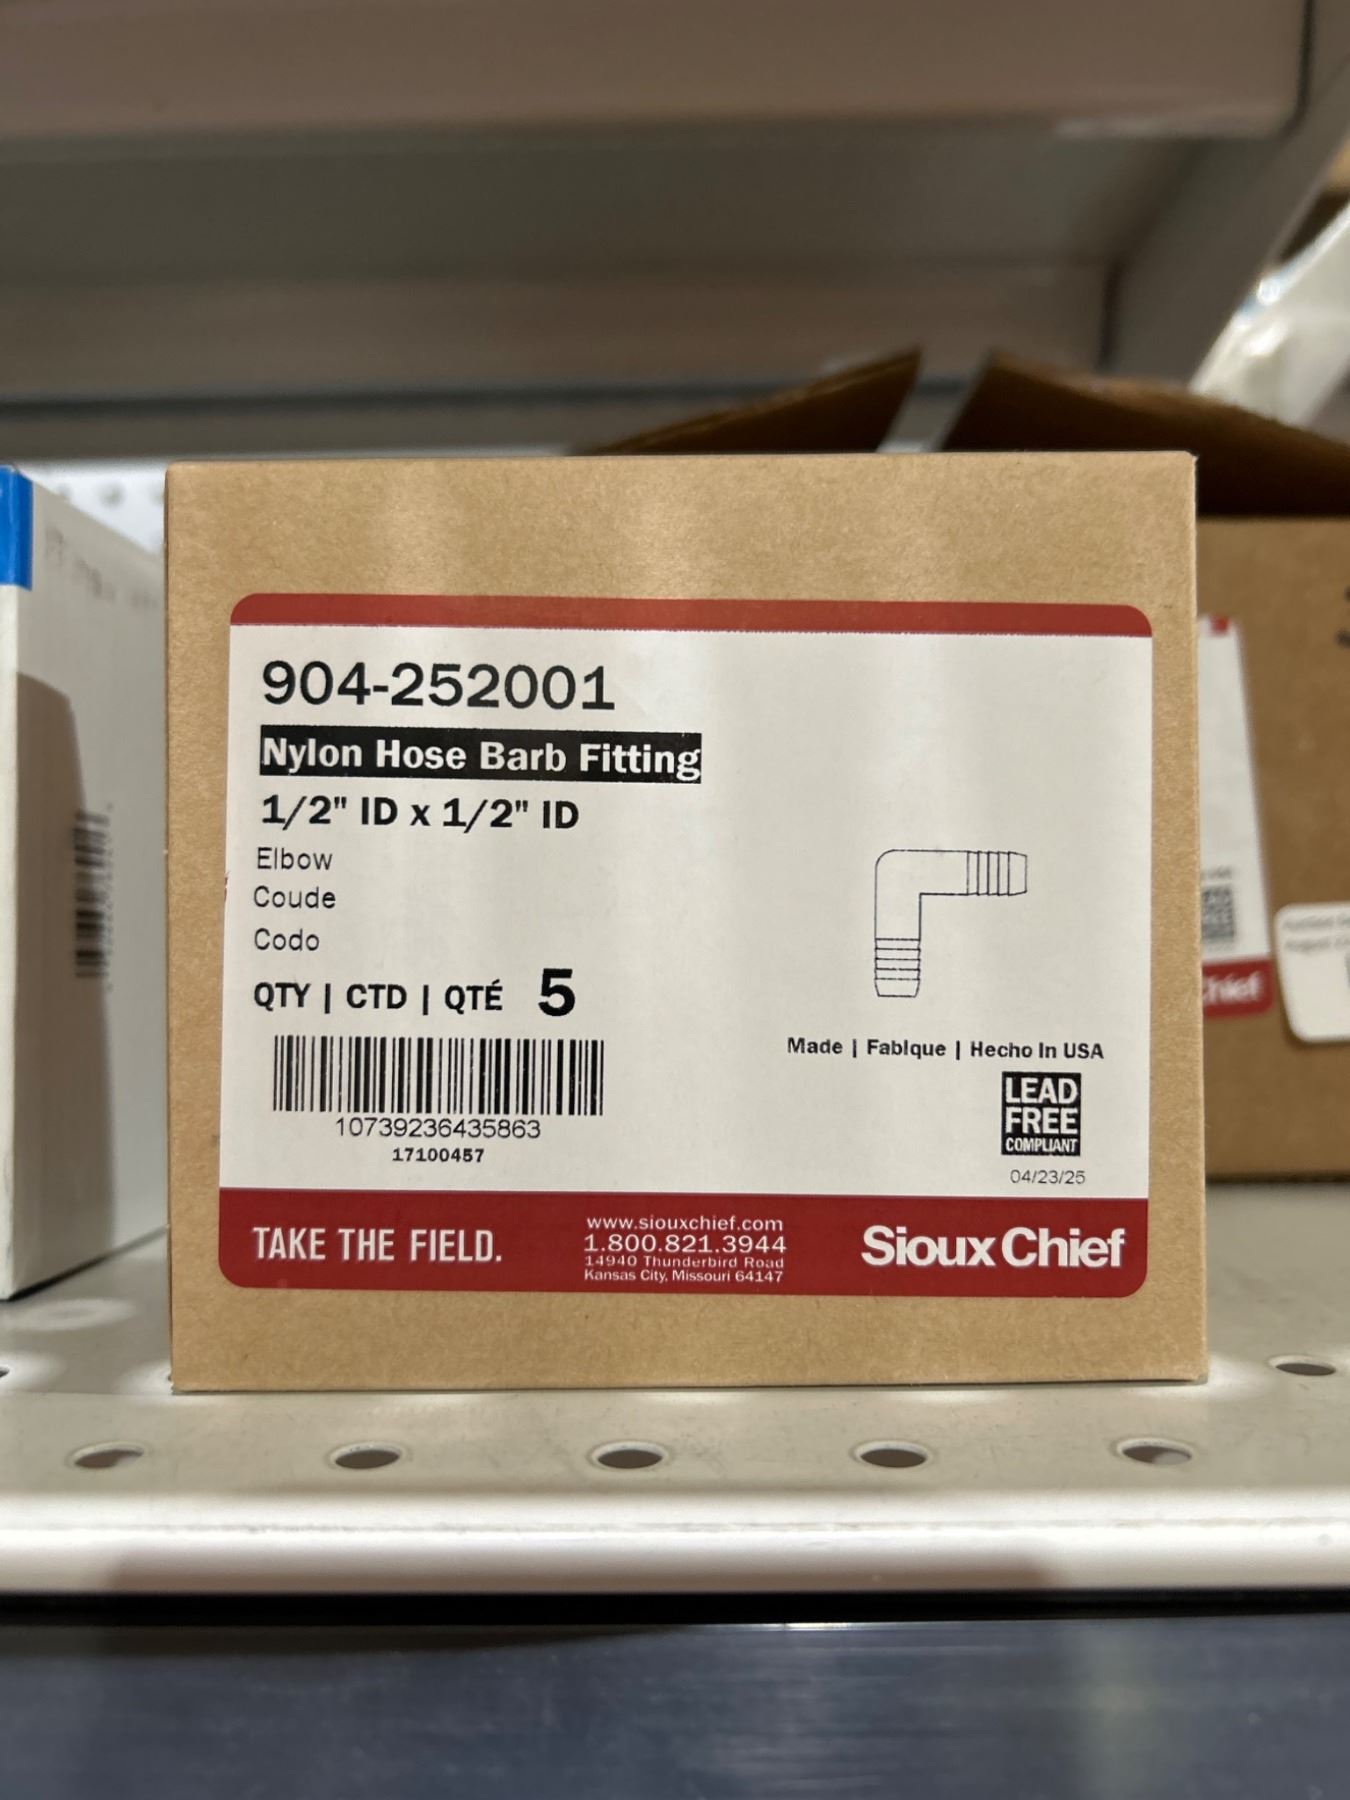 904-252001
Nylon Hose Barb Fitting
1/2" ID x 1/2" ID
Elbow
Coude
Codo
QTY | CTD | QTÉ 5
10739236435863
17100457
Made | Fabique | Hecho In USA
LEAD
FREE
COMPLIANT
04/23/25
TAKE THE FIELD.
www.siouxchief.com
1.800.821.3944
14940 Thunderbird Road
Kansas City, Missouri 64147
Sioux Chief
Chief